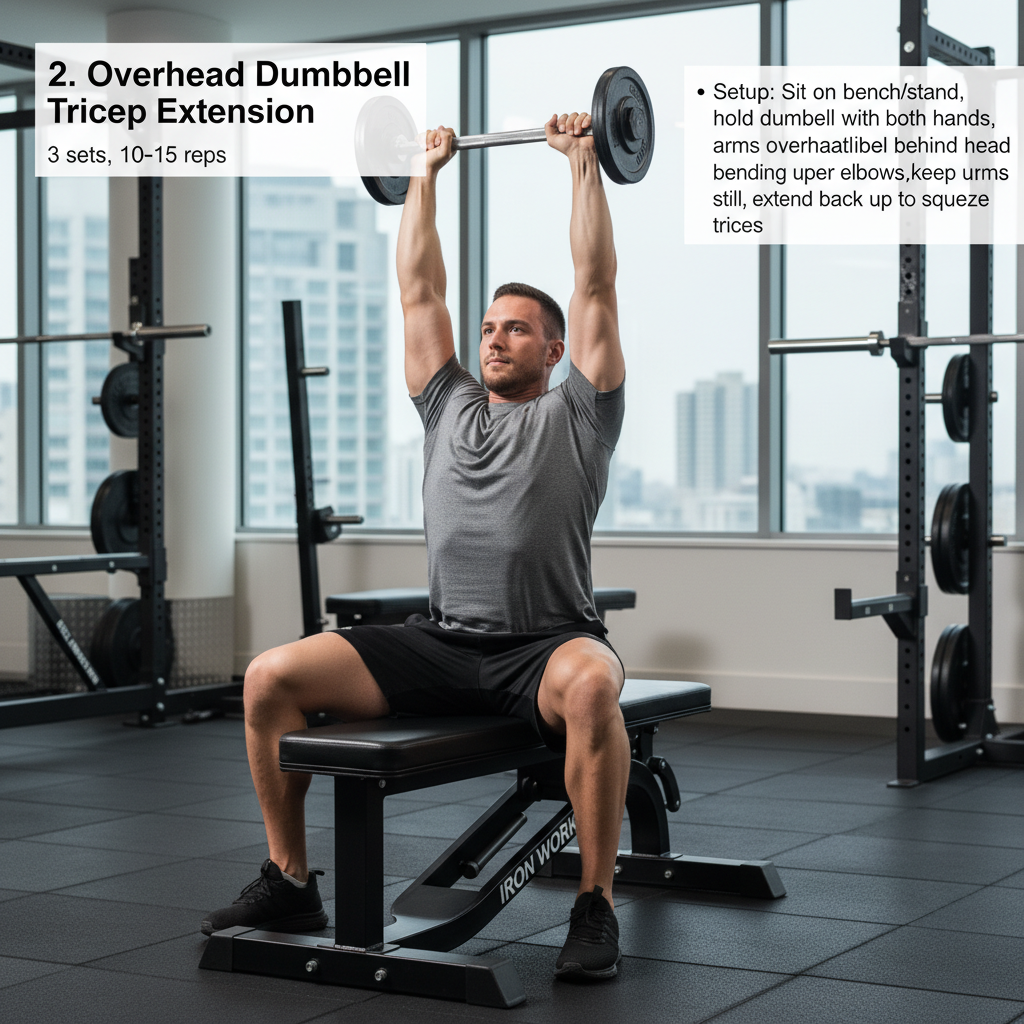 2. Overhead Dumbbell
Tricep Extension
3 sets, 10-15 reps
• Setup: Sit on bench/stand,
hold dumbell with both hands,
arms overhaatlibel behind head
bending uper elbows,keep urms
still, extend back up to squeze
trices
IRON WORK